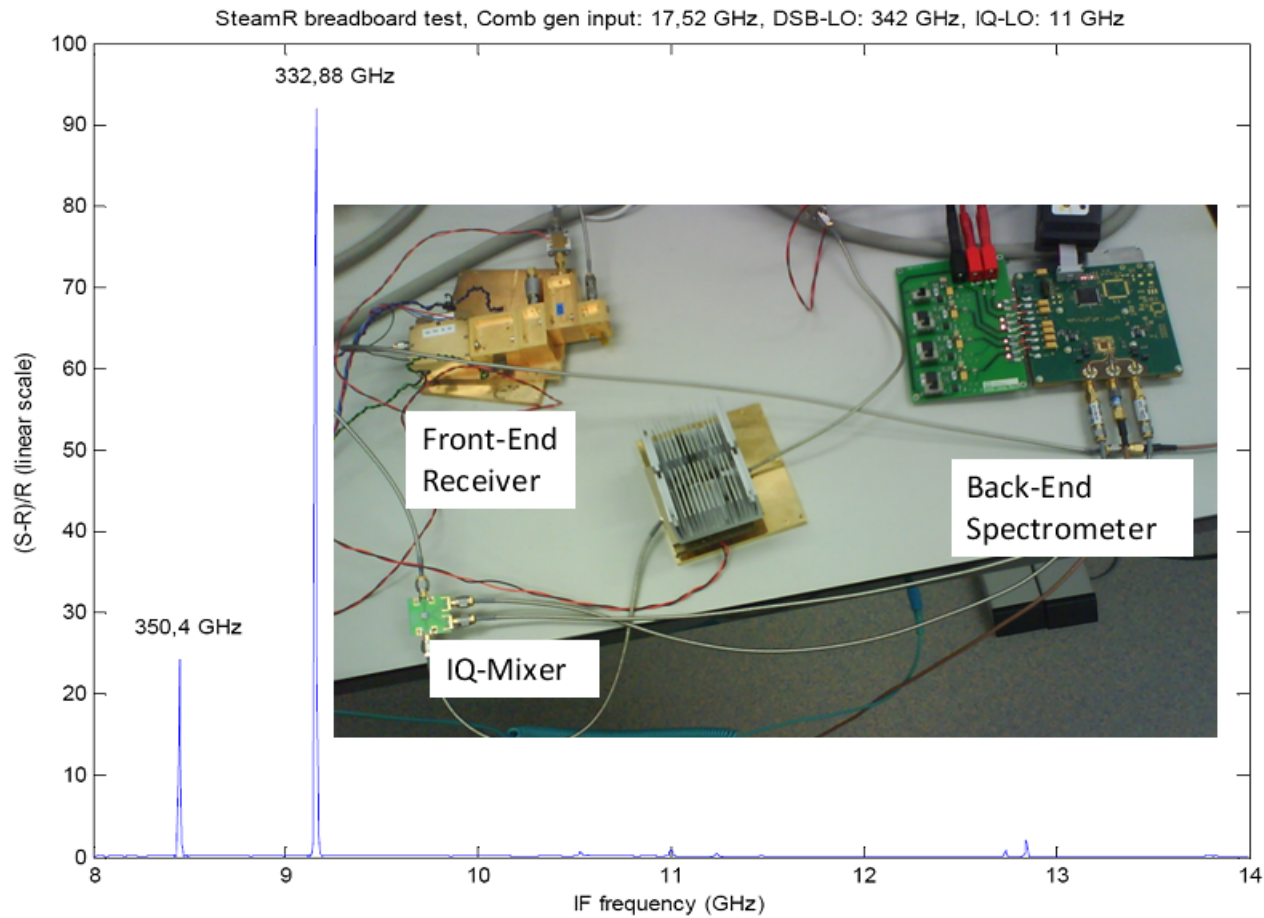 SteamR breadboard test, Comb gen input: 17,52 GHz, DSB-LO: 342 GHz, IQ-LO: 11 GHz
100
90
80
70
60
50
40
30
20
10
0
(S-R)/R (linear scale)
332,88 GHz
350,4 GHz
Front-End
Receiver
Back-End
Spectrometer
IQ-Mixer
8
9
10
11
12
13
14
IF frequency (GHz)